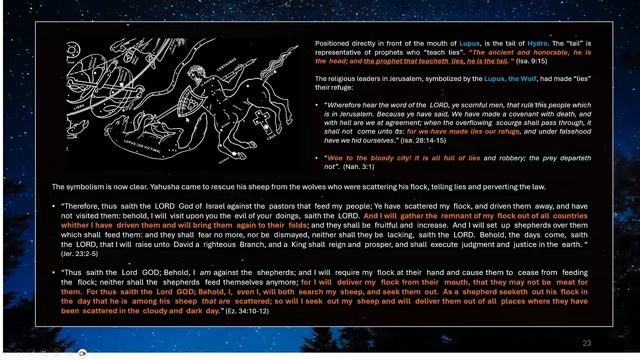 Positioned directly in front of the mouth of Lupus, is the tail of Hydra. The "tail" is
representative of prophets who "teach lies". "The ancient and honorable, he is
the head; and the prophet that teacheth lies, he is the tail. " (Isa. 9:15)
The religious leaders in Jerusalem, symbolized by the Lupus, the Wolf, had made "lies"
their refuge:
• "Wherefore hear the word of the LORD, ye scornful men, that rule this people which
is in Jerusalem. Because ye have said, We have made a covenant with death, and
with hell are we at agreement; when the overflowing scourge shall pass through, it
shall not come unto us: for we have made lies our refuge, and under falsehood
have we hid ourselves." (Isa. 28:14-15)
• "Woe to the bloody city! it is all full of lies and robbery; the prey departeth
not". (Nah. 3:1)
CENTAURUS
LUPUS (OR VICTIM)
CRUX
The symbolism is now clear. Yahusha came to rescue his sheep from the wolves who were scattering his flock, telling lies and perverting the law.
• "Therefore, thus saith the LORD God of Israel against the pastors that feed my people; Ye have scattered my flock, and driven them away, and have
not visited them: behold, I will visit upon you the evil of your doings, saith the LORD. And I will gather the remnant of my flock out of all countries
whither I have driven them and will bring them again to their folds; and they shall be fruitful and increase. And I will set up shepherds over them
which shall feed them: and they shall fear no more, nor be dismayed, neither shall they be lacking, saith the LORD. Behold, the days come, saith
the LORD, that I will raise unto David a righteous Branch, and a King shall reign and prosper, and shall execute judgment and justice in the earth. "
(Jer. 23:2-5)
• "Thus saith the Lord GOD; Behold, I am against the shepherds; and I will require my flock at their hand and cause them to cease from feeding
the flock; neither shall the shepherds feed themselves anymore; for I will deliver my flock from their mouth, that they may not be meat for
them. For thus saith the Lord GOD; Behold, I, even I, will both search my sheep, and seek them out. As a shepherd seeketh out his flock in
the day that he is among his sheep that are scattered; so will I seek out my sheep and will deliver them out of all places where they have
been scattered in the cloudy and dark day." (Ez. 34:10-12)
23